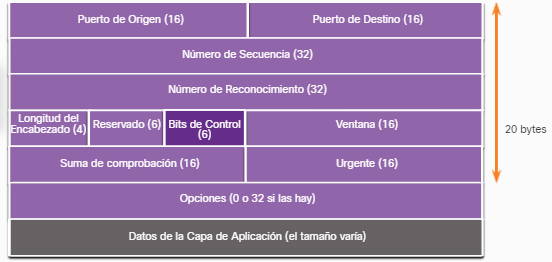 Puerto de Origen (16) Puerto de Destino (16)
Número de Secuencia (32)
Número de Reconocimiento (32)
Longitud del
Encabezado (4) Reservado (6) Bits de Control
(6) Ventana (16)
20 bytes
Suma de comprobación (16) Urgente (16)
Opciones (0 o 32 si las hay)
Datos de la Capa de Aplicación (el tamaño varía)